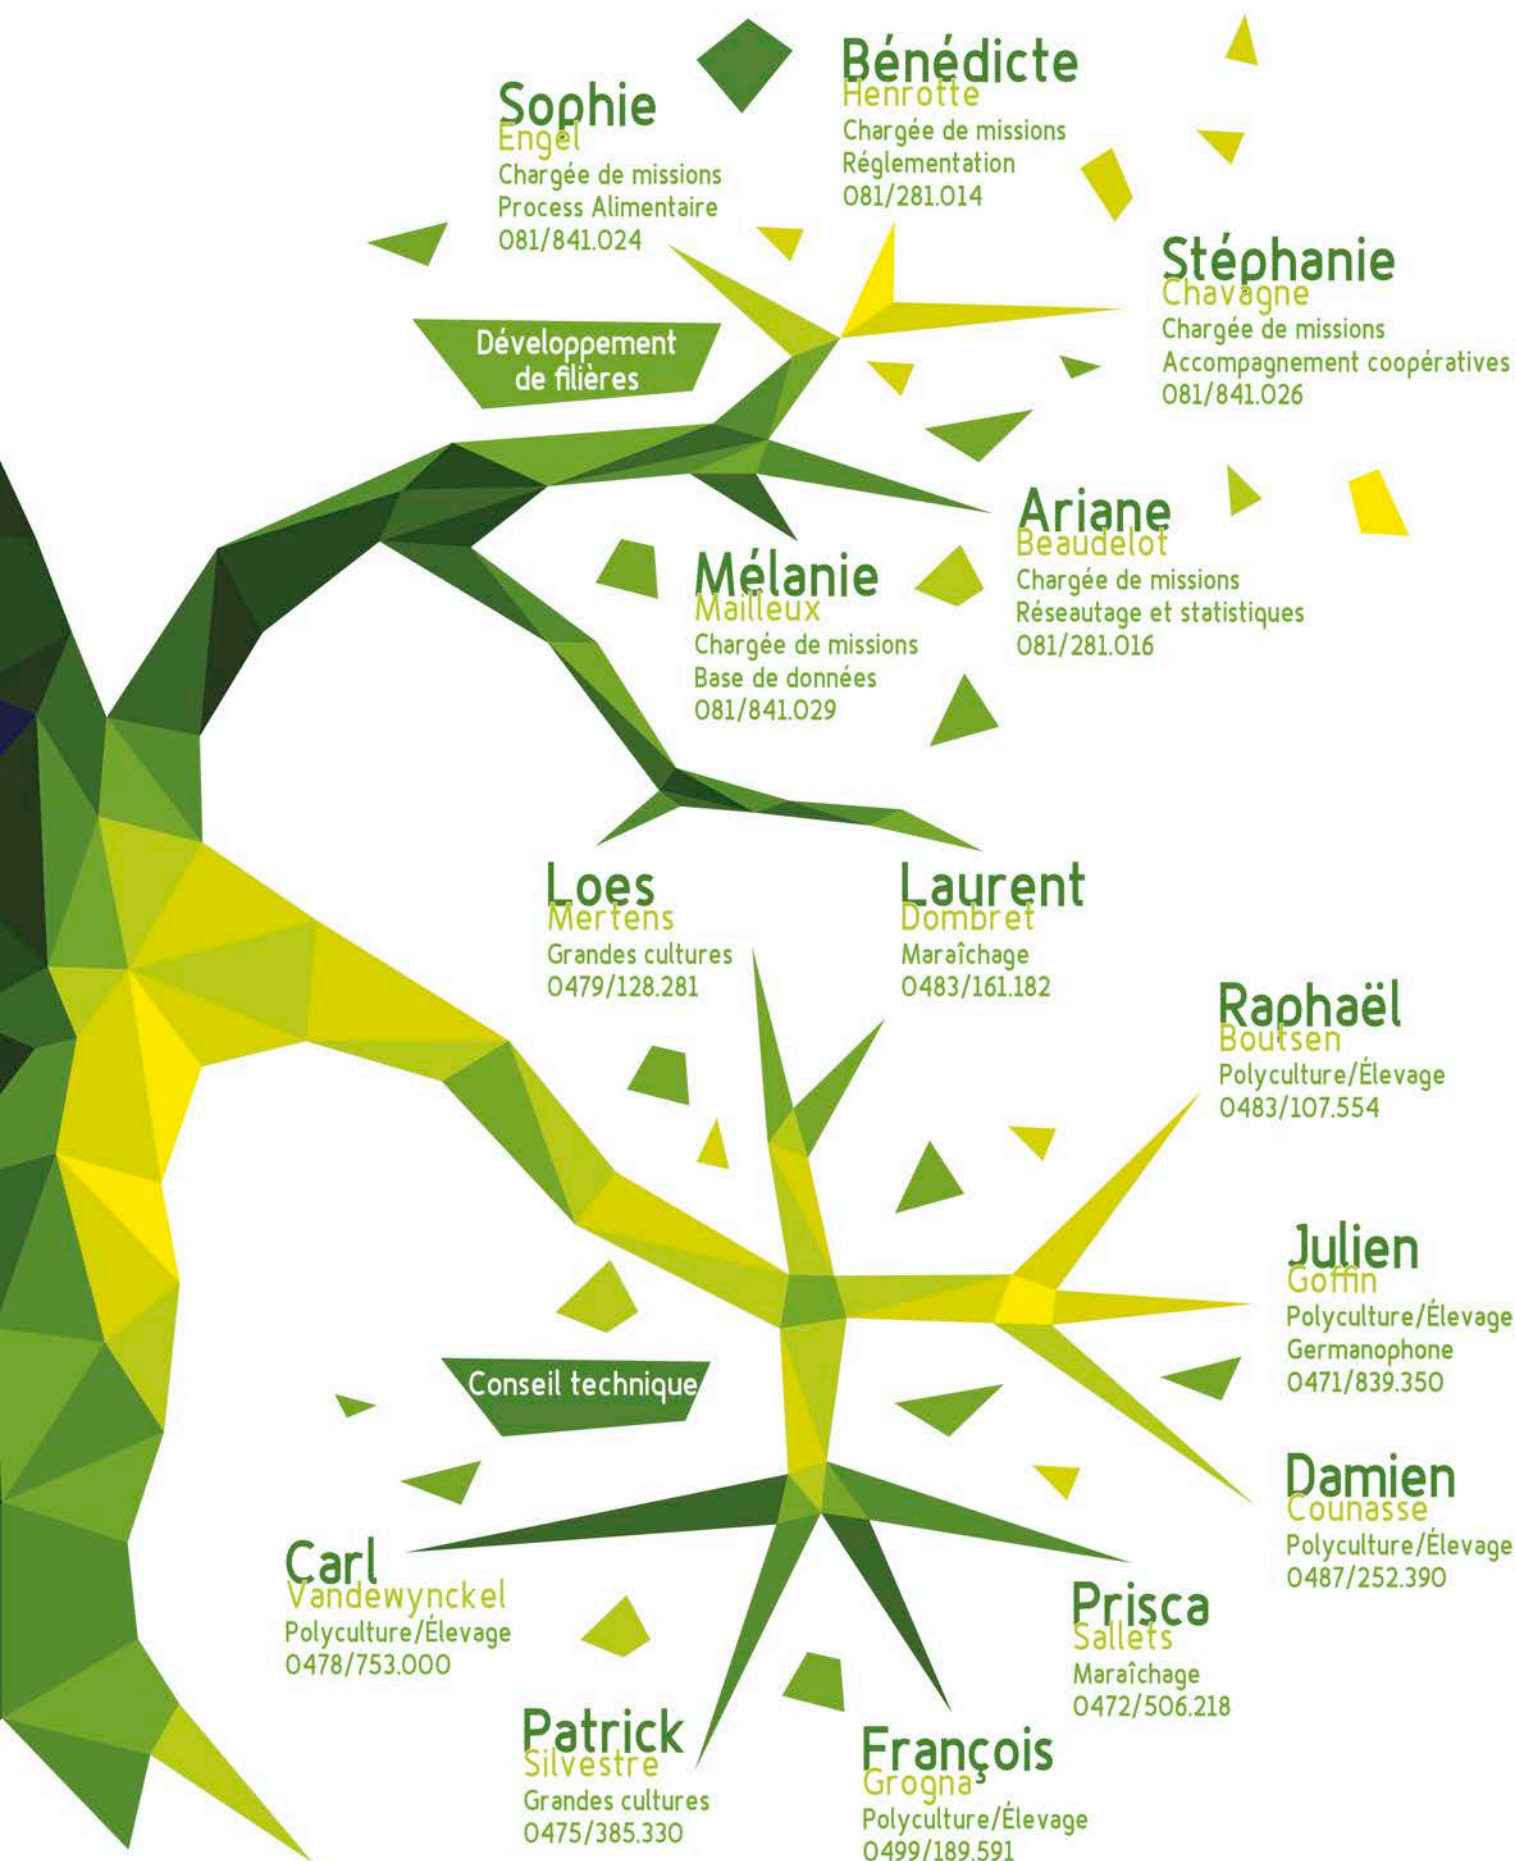 Sophie
Engel
Chargée de missions
Process Alimentaire
081/841.024
Bénédicte
Henrotte
Chargée de missions
Réglementation
081/281.014
Stéphanie
Chavagne
Chargée de missions
Accompagnement coopératives
081/841.026
Développement
de filières
Ariane
Beaudelot
Chargée de missions
Réseautage et statistiques
081/281.016
Mélanie
Mailleux
Chargée de missions
Base de données
081/841.029
Loes
Mertens
Grandes cultures
0479/128.281
Laurent
Dombret
Maraîchage
0483/161.182
Raphaël
Boutsen
Polyculture/Élevage
0483/107.554
Julien
Goffin
Polyculture/Élevage
Germanophone
0471/839.350
Conseil technique
Damien
Counasse
Polyculture/Élevage
0487/252.390
Carl
Vandewynckel
Polyculture/Élevage
0478/753.000
Prisca
Sallets
Maraîchage
0472/506.218
Patrick
Silvestre
Grandes cultures
0475/385.330
François
Grogna
Polyculture/Élevage
0499/189.591